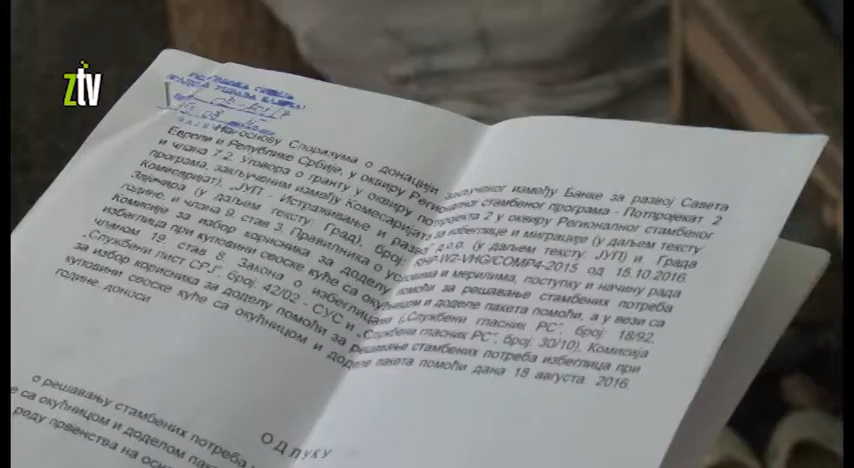 ztv
РЕПУБЛИКА СРБИЈА
На основу Споразума о донацији закљученог између Банке за развој Савета
Европи и Републике Србије, у оквиру Регионалног стамбеног програма - Потпројекат 2
и члана 7.2. Уговора о гранту у оквиру потпројекта 2 у оквиру Регионалног стамбеног
програма, закљученим између Комесаријата за избеглице и миграције (у даљем тексту:
Комесаријат), „ЈУП - Истраживање и развој" д.о.о. (у даљем тексту: ЈУП) и Града
Зајечара (у даљем тексту: Град), број: RHP-W2-VHG/COMP4-2015 од 15.10.2016.
године, и члана 9. став 3. Правилника о условима и мерилима, поступку и начину рада
Комисије за избор корисника за доделу помоћи за решавање стамбених потреба
избеглица при куповини сеоске куће са окућницом и доделе пакета помоћи, а у вези са
чланом 19. став 8. Закона о избеглицама („Службени гласник РС", број: 18/92,
„Службени лист СРЈ", број: 42/02 - СУС и „Службени гласник РС", број: 30/10), Комисија
за избор корисника за доделу помоћи за решавање стамбених потреба избеглица при
куповини сеоске куће са окућницом и доделе пакета помоћи дана 18 августа 2016.
године, доноси
О Д Л У К У
о решавању стамбених потреба
са окућницом и доделом
реду првенства на